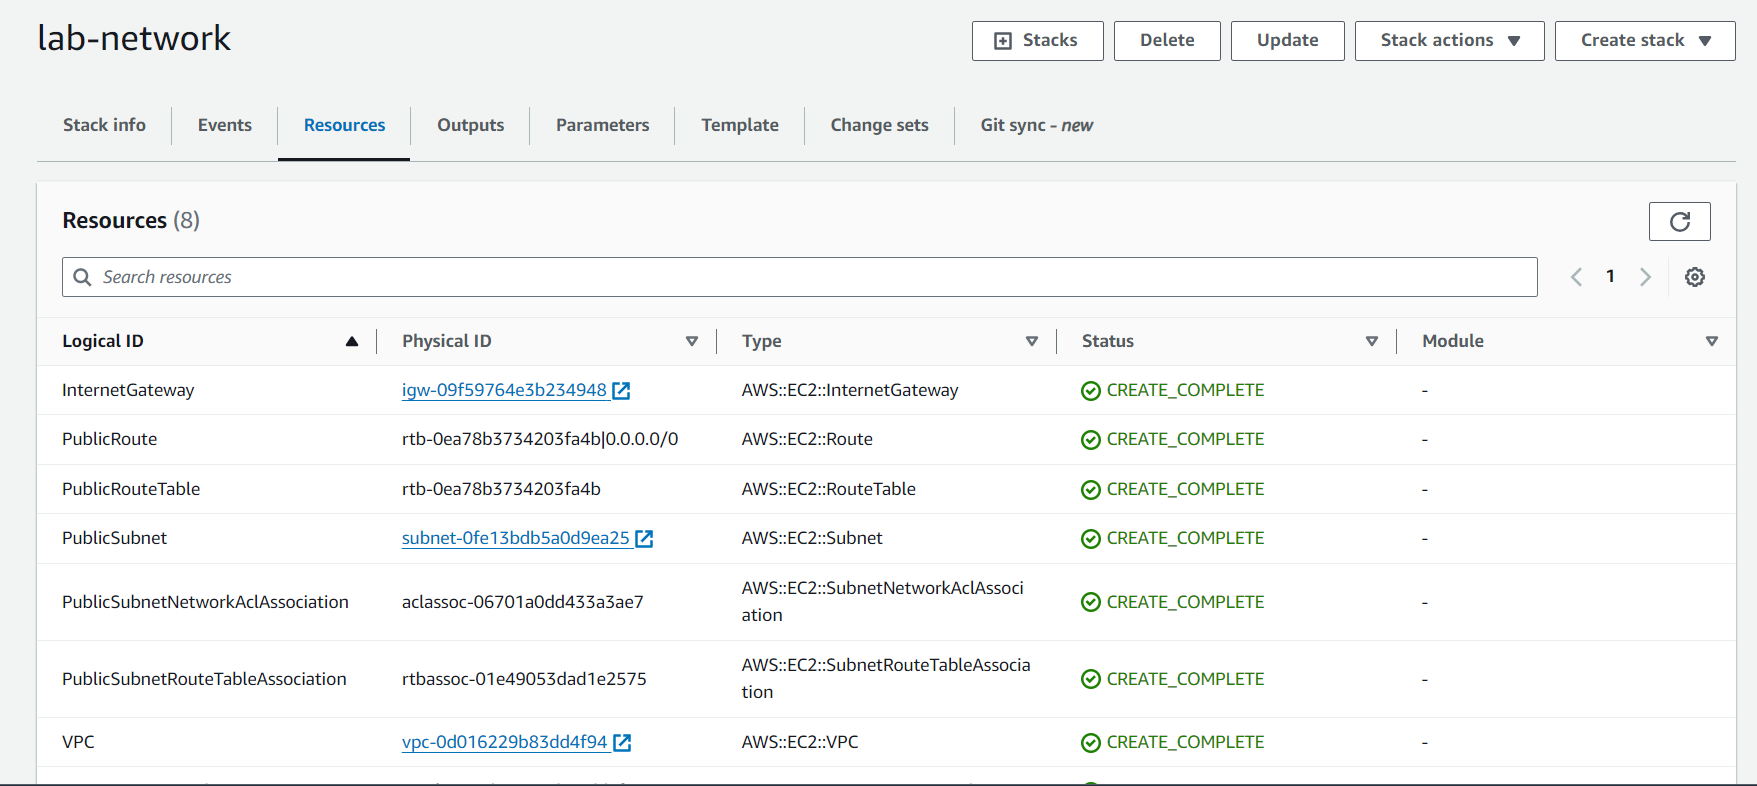 lab-network
Stacks Delete Update Stack actions Create stack
Stack info Events Resources Outputs Parameters Template Change sets Git sync - new
Resources (8)
Search resources 1
Logical ID Physical ID Type Status Module
InternetGateway igw-09f59764e3b234948 AWS::EC2::InternetGateway CREATE_COMPLETE -
PublicRoute rtb-0ea78b3734203fa4b|0.0.0.0/0 AWS::EC2::Route CREATE_COMPLETE -
PublicRouteTable rtb-0ea78b3734203fa4b AWS::EC2::RouteTable CREATE_COMPLETE -
PublicSubnet subnet-0fe13bdb5a0d9ea25 AWS::EC2::Subnet CREATE_COMPLETE -
PublicSubnetNetworkAclAssociation aclassoc-06701a0dd433a3ae7 AWS::EC2::SubnetNetworkAclAssoci
ation CREATE_COMPLETE -
PublicSubnetRouteTableAssociation rtbassoc-01e49053dad1e2575 AWS::EC2::SubnetRouteTableAssocia
tion CREATE_COMPLETE -
VPC vpc-0d016229b83dd4f94 AWS::EC2::VPC CREATE_COMPLETE -